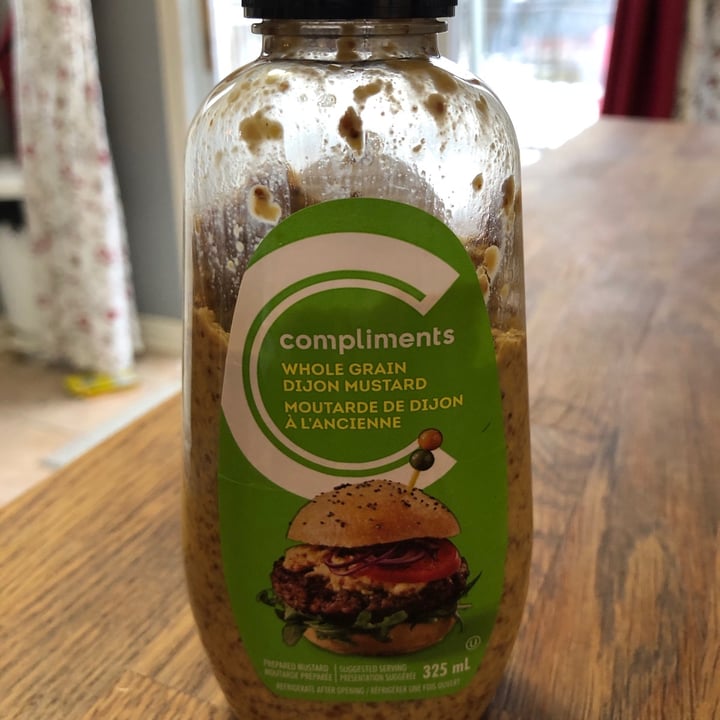 compliments
WHOLE GRAIN
DIJON MUSTARD
MOUTARDE DE DIJON
À L'ANCIENNE
PREPARED MUSTARD | SUGGESTED SERVING
MOUTARDE PRÉPARÉE | PRÉSENTATION SUGGÉRÉE
325 mL
REFRIGERATE AFTER OPENING / RÉFRIGÉRER UNE FOIS OUVERT